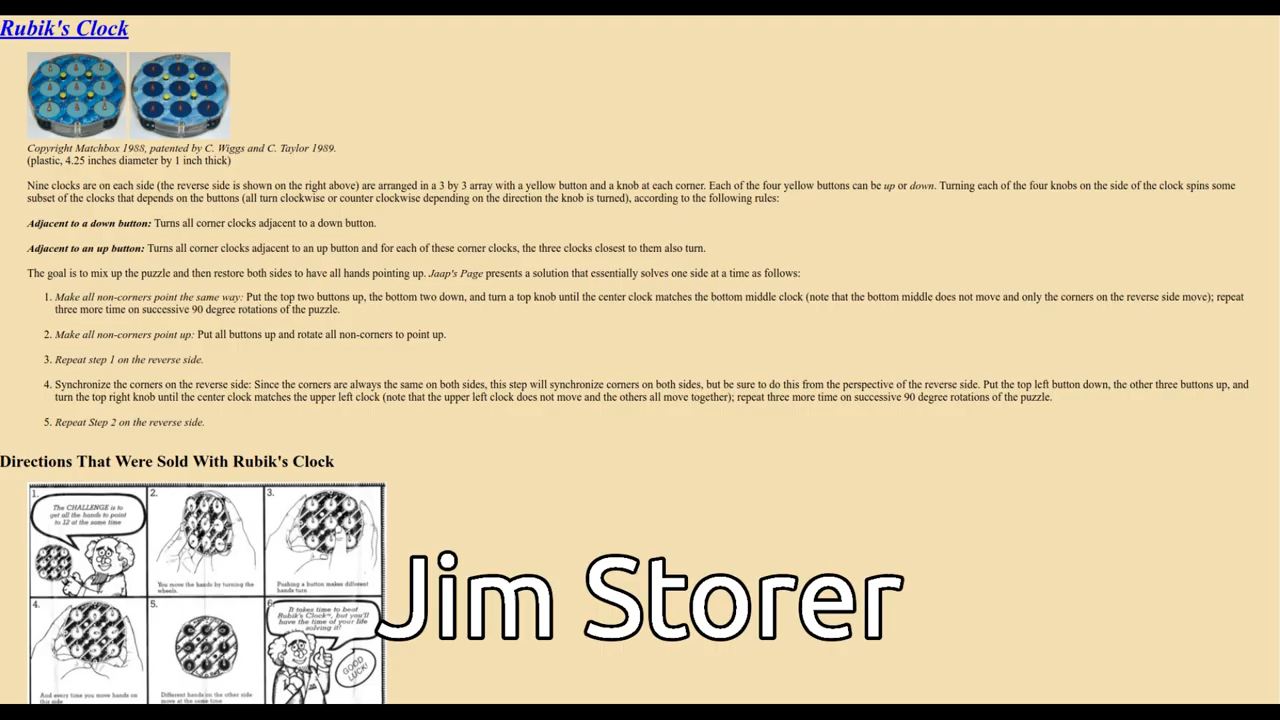 Rubik's Clock
Copyright Matchbox 1988, patented by C. Wiggs and C. Taylor 1989.
(plastic, 4.25 inches diameter by 1 inch thick)
Nine clocks are on each side (the reverse side is shown on the right above) are arranged in a 3 by 3 array with a yellow button and a knob at each corner. Each of the four yellow buttons can be up or down. Turning each of the four knobs on the side of the clock spins some
subset of the clocks that depends on the buttons (all turn clockwise or counter clockwise depending on the direction the knob is turned), according to the following rules:
Adjacent to a down button: Turns all corner clocks adjacent to a down button.
Adjacent to an up button: Turns all corner clocks adjacent to an up button and for each of these corner clocks, the three clocks closest to them also turn.
The goal is to mix up the puzzle and then restore both sides to have all hands pointing up. Jaap's Page presents a solution that essentially solves one side at a time as follows:
1. Make all non-corners point the same way: Put the top two buttons up, the bottom two down, and turn a top knob until the center clock matches the bottom middle clock (note that the bottom middle does not move and only the corners on the reverse side move); repeat
three more time on successive 90 degree rotations of the puzzle.
2. Make all non-corners point up: Put all buttons up and rotate all non-corners to point up.
3. Repeat step 1 on the reverse side.
4. Synchronize the corners on the reverse side: Since the corners are always the same on both sides, this step will synchronize corners on both sides, but be sure to do this from the perspective of the reverse side. Put the top left button down, the other three buttons up, and
turn the top right knob until the center clock matches the upper left clock (note that the upper left clock does not move and the others all move together); repeat three more time on successive 90 degree rotations of the puzzle.
5. Repeat Step 2 on the reverse side.
Directions That Were Sold With Rubik's Clock
1.
The CHALLENGE is to
get all the hands to point
to 12 at the same time
2.
You move the hands by turning the
wheels.
3.
Pushing a button makes different
hands turn
4.
And every time you move hands on
this side
5.
Different hands on the other side
move at the same time
6.
It takes time to beat
Rubik's Clock™, but you'll
have the time of your life
solving it!
GOOD
LUCK!
Jim Storer